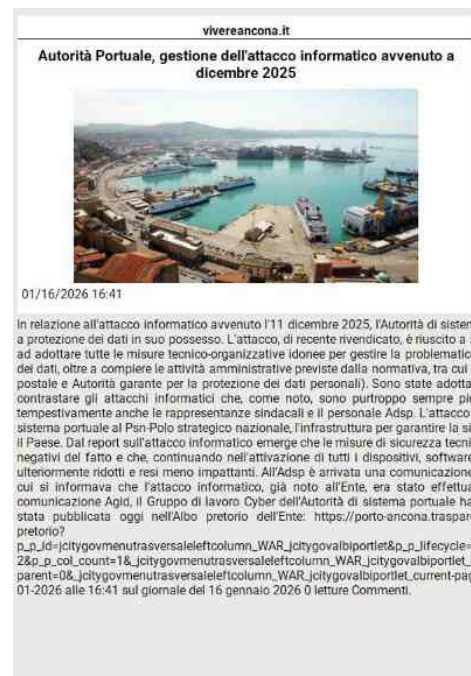 vivereancona.it
Autorità Portuale, gestione dell'attacco informatico avvenuto a
dicembre 2025
01/16/2026 16:41
In relazione all'attacco informatico avvenuto l'11 dicembre 2025, l'Autorità di sistem
a protezione dei dati in suo possesso. L'attacco, di recente rivendicato, è riuscito a
ad adottare tutte le misure tecnico-organizzative idonee per gestire la problematic
dei dati, oltre a compiere le attività amministrative previste dalla normativa, tra cui
postale e Autorità garante per la protezione dei dati personali). Sono state adotta
contrastare gli attacchi informatici che, come noto, sono purtroppo sempre pi
tempestivamente anche le rappresentanze sindacali e il personale Adsp. L'attacco
sistema portuale al Psn-Polo strategico nazionale, l'infrastruttura per garantire la si
il Paese. Dal report sull'attacco informatico emerge che le misure di sicurezza tecni
negativi del fatto e che, continuando nell'attivazione di tutti i dispositivi, software
ulteriormente ridotti e resi meno impattanti. All'Adsp è arrivata una comunicazione
cui si informava che l'attacco informatico, già noto all'Ente, era stato effettua
comunicazione Agid, il Gruppo di lavoro Cyber dell'Autorità di sistema portuale ha
stata pubblicata oggi nell'Albo pretorio dell'Ente: https://porto-ancona.traspar
pretorio?
p_p_id=jcitygovmenutrasversaleleftcolumn_WAR_jcitygovalbiportlet&p_p_lifecycle=
2&p_p_col_count=1&_jcitygovmenutrasversaleleftcolumn_WAR_jcitygovalbiportlet_
parent=0&_jcitygovmenutrasversaleleftcolumn_WAR_jcitygovalbiportlet_current-pag
01-2026 alle 16:41 sul giornale del 16 gennaio 2026 0 letture Commenti.